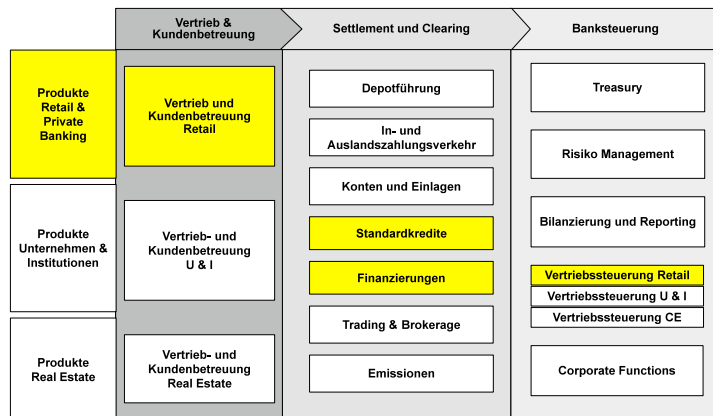 Vertrieb &
Kundenbetreuung
Settlement und Clearing
Banksteuerung
Produkte
Retail &
Private
Banking
Produkte
Unternehmen &
Institutionen
Produkte
Real Estate
Vertrieb und
Kundenbetreuung
Retail
Vertrieb- und
Kundenbetreuung
U & I
Vertrieb- und
Kundenbetreuung
Real Estate
Depotführung
In- und
Auslandszahlungsverkehr
Konten und Einlagen
Standardkredite
Finanzierungen
Trading & Brokerage
Emissionen
Treasury
Risiko Management
Bilanzierung und Reporting
Vertriebssteuerung Retail
Vertriebssteuerung U & I
Vertriebssteuerung CE
Corporate Functions